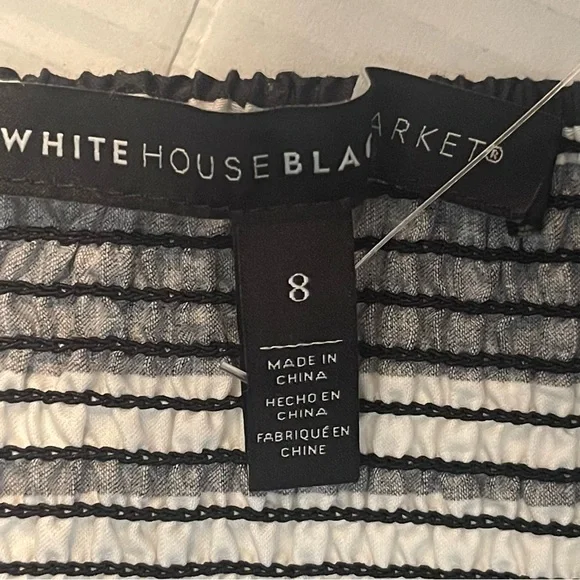 WHITE HOUSE BLA ARKET®
8
MADE IN
CHINA
HECHO EN
CHINA
FABRIQUÉ EN
CHINE